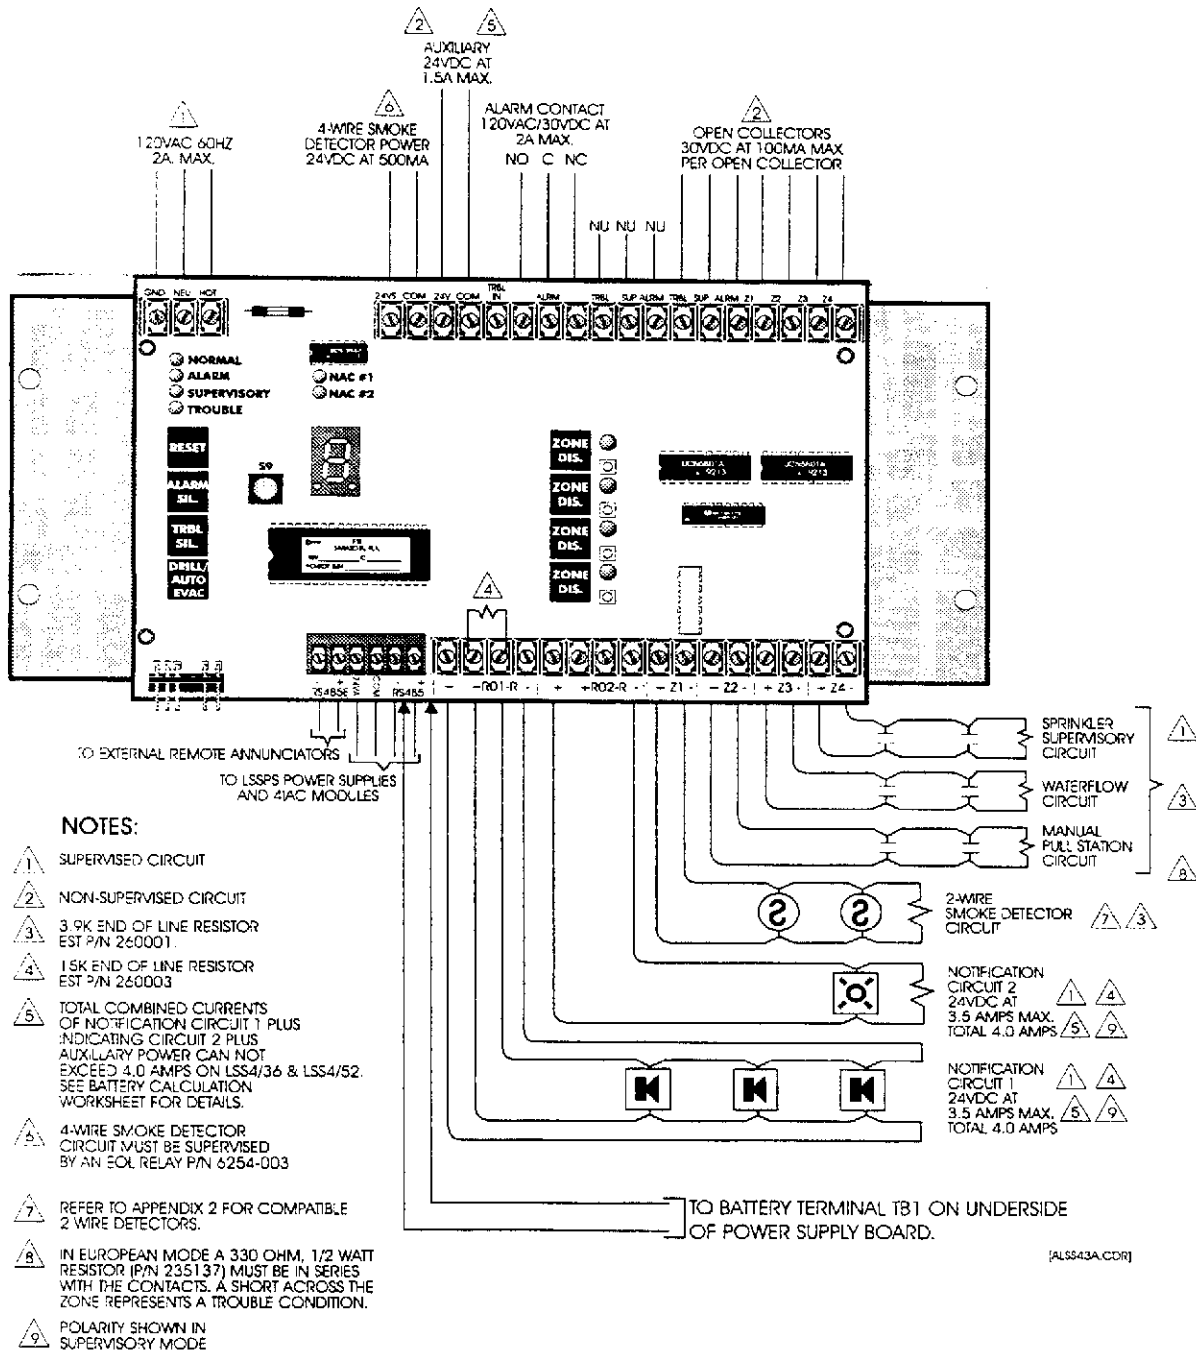 2 5
AUXILIARY
24VDC AT
1.5A MAX.
1
120VAC 60HZ
2A. MAX.
6
4-WIRE SMOKE
DETECTOR POWER
24VDC AT 500MA
ALARM CONTACT
120VAC/30VDC AT
2A MAX.
NO C NC
2
OPEN COLLECTORS
30VDC AT 100MA MAX
PER OPEN COLLECTOR
NU NU NU
GND NEU HOT
24VS COM 24V COM TRBL IN ALRM TRBL SUP ALRM TRBL SUP ALRM Z1 Z2 Z3 Z4
NORMAL
ALARM
SUPERVISORY
TROUBLE
NAC #1
NAC #2
RESET
ALARM
SIL.
TRBL
SIL.
DRILL/
AUTO
EVAC
S9
8
ZONE
DIS.
ZONE
DIS.
ZONE
DIS.
ZONE
DIS.
9213
9213
4
RS485E
COM
RS485
- -RO1-R - + +RO2-R - - Z1 - - Z2 - + Z3 - + Z4 -
TO EXTERNAL REMOTE ANNUNCIATORS
TO LSSPS POWER SUPPLIES
AND 4IAC MODULES
SPRINKLER
SUPERVISORY
CIRCUIT
1
WATERFLOW
CIRCUIT
3
MANUAL
PULL STATION
CIRCUIT
8
2-WIRE
SMOKE DETECTOR
CIRCUIT
7 3
NOTIFICATION
CIRCUIT 2
24VDC AT
3.5 AMPS MAX.
TOTAL 4.0 AMPS
1 4
5 9
NOTIFICATION
CIRCUIT 1
24VDC AT
3.5 AMPS MAX.
TOTAL 4.0 AMPS
1 4
5 9
S S
TO BATTERY TERMINAL TB1 ON UNDERSIDE
OF POWER SUPPLY BOARD.
[ALSS43A.CDR]
NOTES:
1 SUPERVISED CIRCUIT
2 NON-SUPERVISED CIRCUIT
3 3.9K END OF LINE RESISTOR
EST P/N 260001.
4 15K END OF LINE RESISTOR
EST P/N 260003
5 TOTAL COMBINED CURRENTS
OF NOTIFICATION CIRCUIT 1 PLUS
INDICATING CIRCUIT 2 PLUS
AUXILLARY POWER CAN NOT
EXCEED 4.0 AMPS ON LSS4/36 & LSS4/52.
SEE BATTERY CALCULATION
WORKSHEET FOR DETAILS.
6 4-WIRE SMOKE DETECTOR
CIRCUIT MUST BE SUPERVISED
BY AN EOL RELAY P/N 6254-003
7 REFER TO APPENDIX 2 FOR COMPATIBLE
2 WIRE DETECTORS.
8 IN EUROPEAN MODE A 330 OHM, 1/2 WATT
RESISTOR (P/N 235137) MUST BE IN SERIES
WITH THE CONTACTS. A SHORT ACROSS THE
ZONE REPRESENTS A TROUBLE CONDITION.
9 POLARITY SHOWN IN
SUPERVISORY MODE